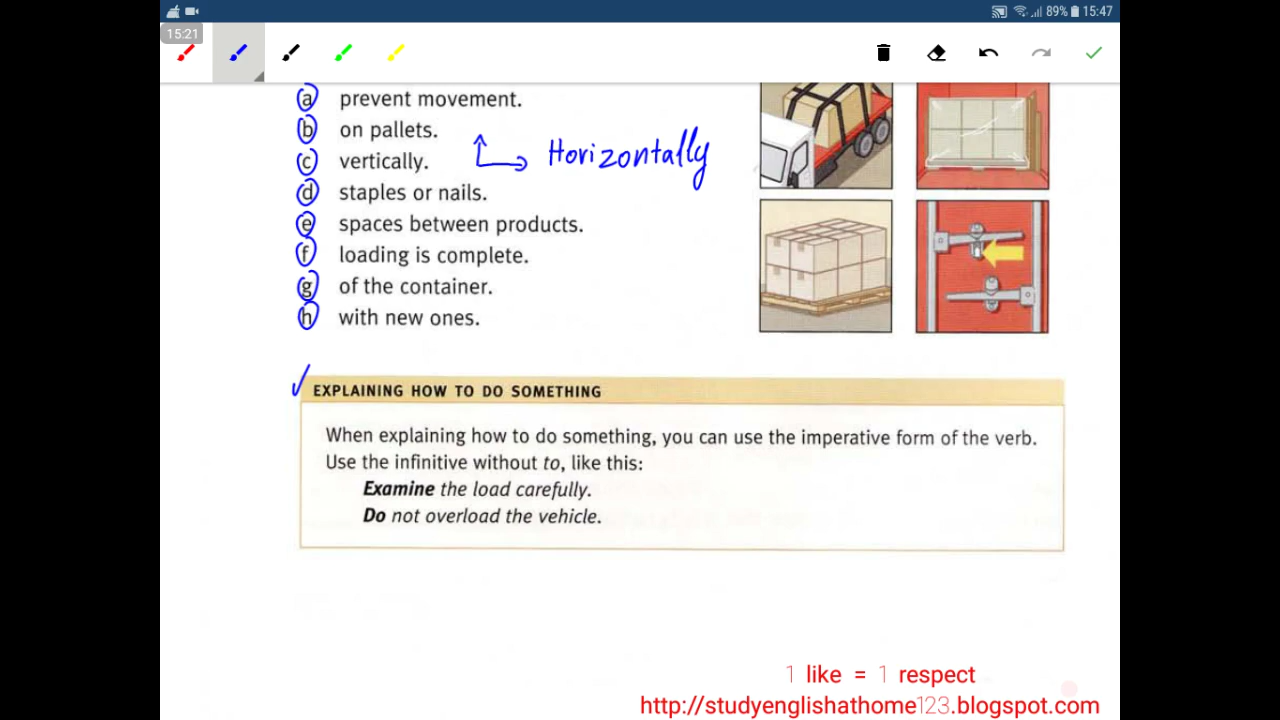 89% 15:47
15:21
a prevent movement.
b on pallets.
c vertically.
Horizontally
d staples or nails.
e spaces between products.
f loading is complete.
g of the container.
h with new ones.
EXPLAINING HOW TO DO SOMETHING
When explaining how to do something, you can use the imperative form of the verb.
Use the infinitive without to, like this:
Examine the load carefully.
Do not overload the vehicle.
1 like = 1 respect
http://studyenglishathome123.blogspot.com